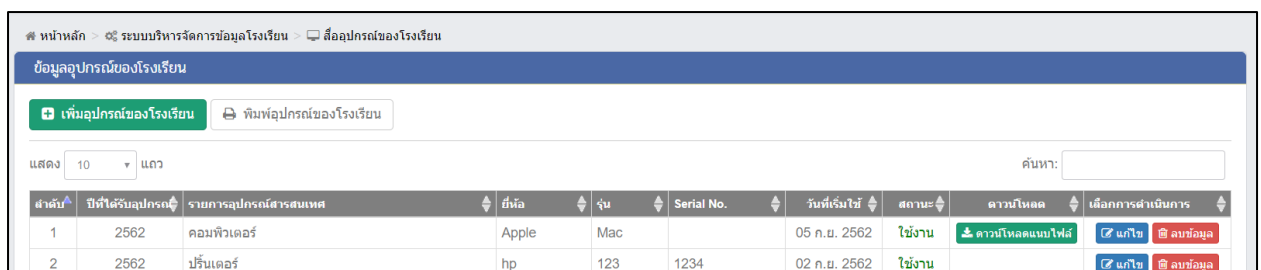 หน้าหลัก > ระบบบริหารจัดการข้อมูลโรงเรียน > สื่ออุปกรณ์ของโรงเรียน
ข้อมูลอุปกรณ์ของโรงเรียน
เพิ่มอุปกรณ์ของโรงเรียน พิมพ์อุปกรณ์ของโรงเรียน
แสดง 10 แถว ค้นหา:
ลำดับ ปีที่ได้รับอุปกรณ์ รายการอุปกรณ์สารสนเทศ ยี่ห้อ รุ่น Serial No. วันที่เริ่มใช้ สถานะ ดาวน์โหลด เลือกการดำเนินการ
1 2562 คอมพิวเตอร์ Apple Mac 05 ก.ย. 2562 ใช้งาน ดาวน์โหลดแนบไฟล์ แก้ไข ลบข้อมูล
2 2562 ปริ้นเตอร์ hp 123 1234 02 ก.ย. 2562 ใช้งาน แก้ไข ลบข้อมูล